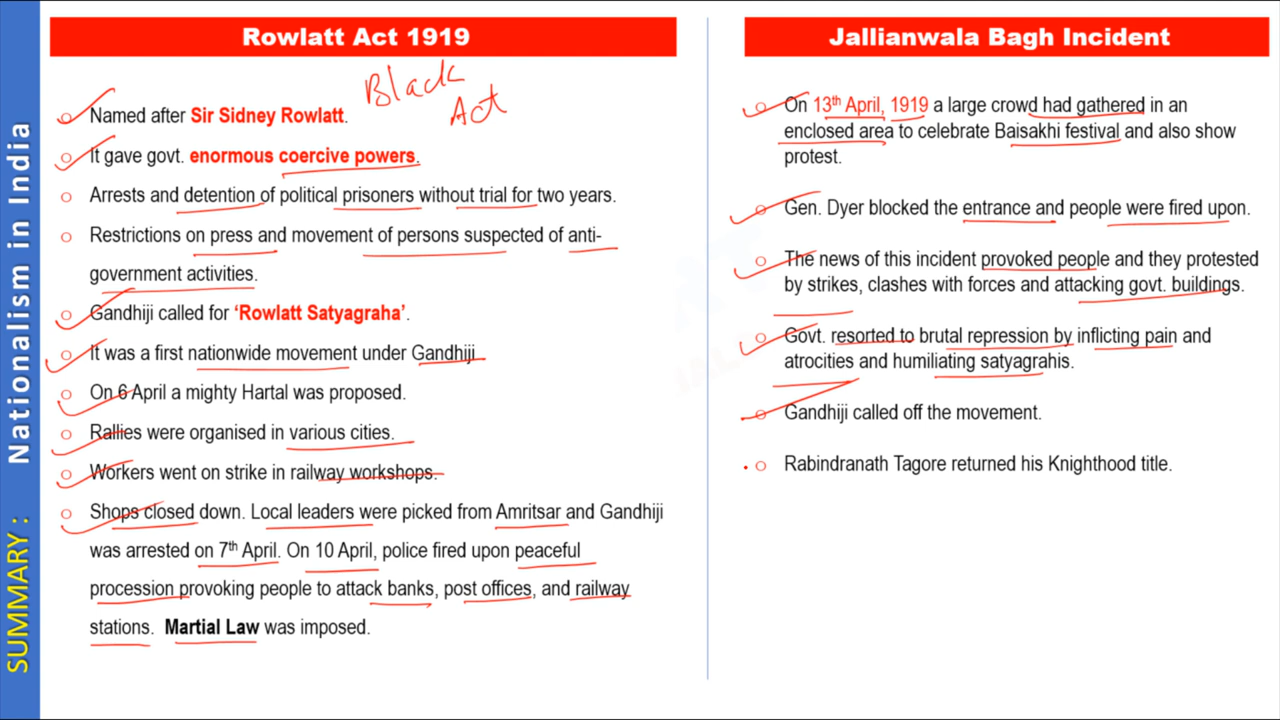 SUMMARY : Nationalism in India
Rowlatt Act 1919
Black
Act
Named after Sir Sidney Rowlatt.
It gave govt. enormous coercive powers.
Arrests and detention of political prisoners without trial for two years.
Restrictions on press and movement of persons suspected of anti-
government activities.
Gandhiji called for ‘Rowlatt Satyagraha’.
It was a first nationwide movement under Gandhiji
On 6 April a mighty Hartal was proposed.
Rallies were organised in various cities.
Workers went on strike in railway workshops.
Shops closed down. Local leaders were picked from Amritsar and Gandhiji
was arrested on 7th April. On 10 April, police fired upon peaceful
procession provoking people to attack banks, post offices, and railway
stations. Martial Law was imposed.
Jallianwala Bagh Incident
On 13th April, 1919 a large crowd had gathered in an
enclosed area to celebrate Baisakhi festival and also show
protest.
Gen. Dyer blocked the entrance and people were fired upon.
The news of this incident provoked people and they protested
by strikes, clashes with forces and attacking govt. buildings.
Govt. resorted to brutal repression by inflicting pain and
atrocities and humiliating satyagrahis.
Gandhiji called off the movement.
Rabindranath Tagore returned his Knighthood title.